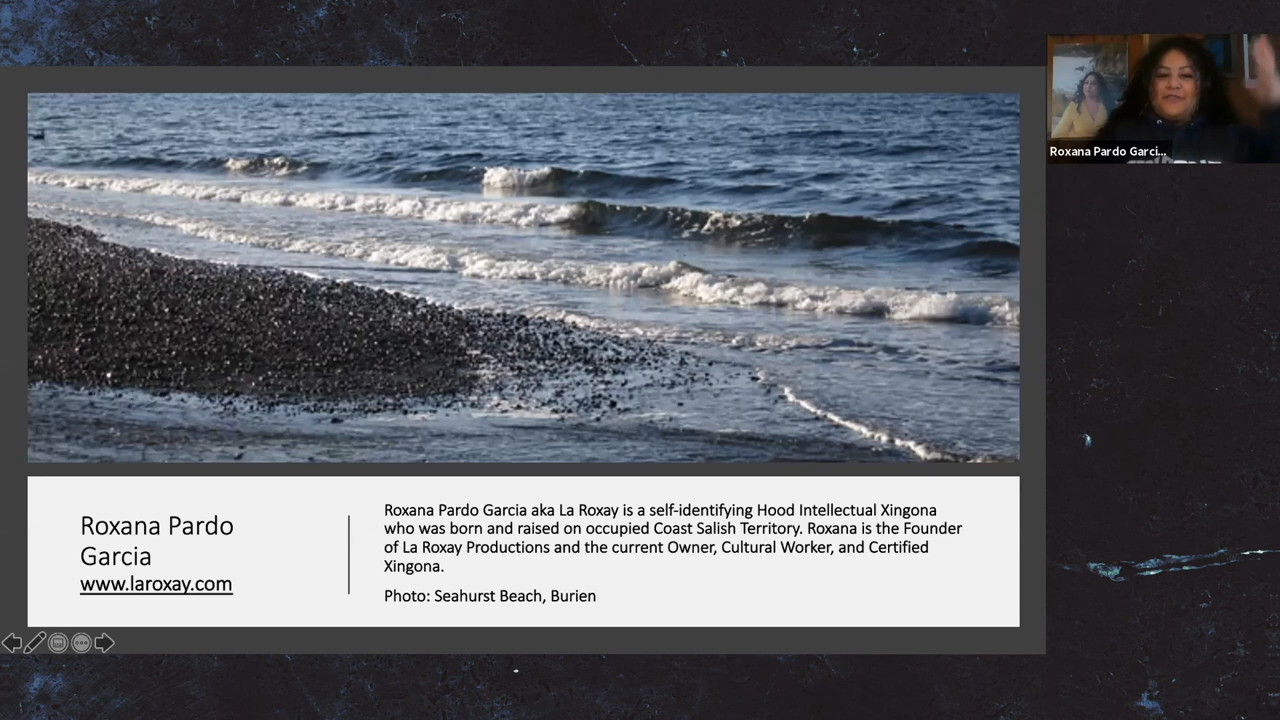 Roxana Pardo Garci...
Roxana Pardo
Garcia
www.laroxay.com
Roxana Pardo Garcia aka La Roxay is a self-identifying Hood Intellectual Xingona
who was born and raised on occupied Coast Salish Territory. Roxana is the Founder
of La Roxay Productions and the current Owner, Cultural Worker, and Certified
Xingona.
Photo: Seahurst Beach, Burien